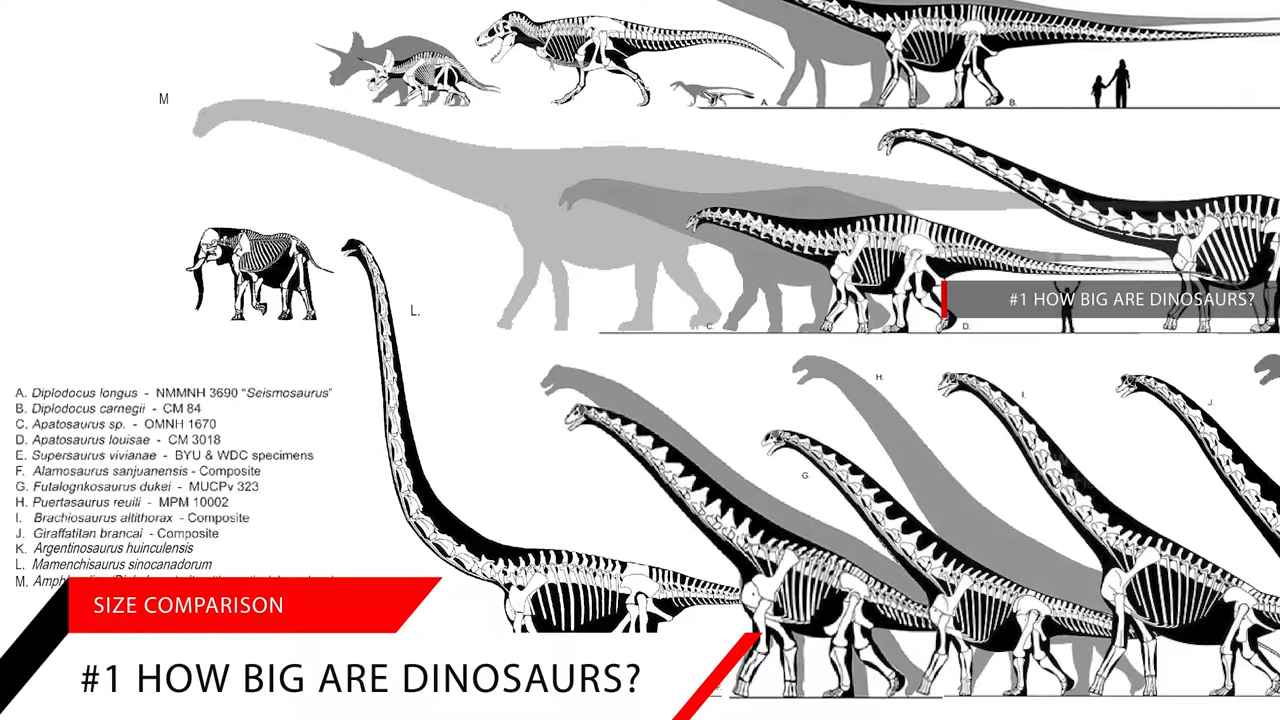 A.
B.
M
#1 HOW BIG ARE DINOSAURS?
L.
C.
D.
A. Diplodocus longus - NMMNH 3690 "Seismosaurus"
B. Diplodocus carnegii - CM 84
C. Apatosaurus sp. - OMNH 1670
D. Apatosaurus louisae - CM 3018
E. Supersaurus vivianae - BYU & WDC specimens
F. Alamosaurus sanjuanensis - Composite
G. Futalognkosaurus dukei - MUCPv 323
H. Puertasaurus reuili - MPM 10002
I. Brachiosaurus altithorax - Composite
J. Giraffatitan brancai - Composite
K. Argentinosaurus huinculensis
L. Mamenchisaurus sinocanadorum
M.
H.
I.
J.
G.
SIZE COMPARISON
#1 HOW BIG ARE DINOSAURS?